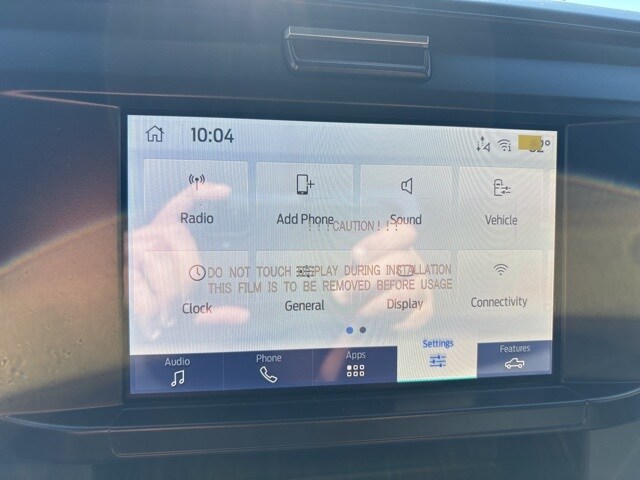 10:04
Radio
Add Phone
Sound
Vehicle
!!!CAUTION!!!
DO NOT TOUCH DISPLAY DURING INSTALLATION
THIS FILM IS TO BE REMOVED BEFORE USAGE
Clock
General
Display
Connectivity
Audio
Phone
Apps
Settings
Features